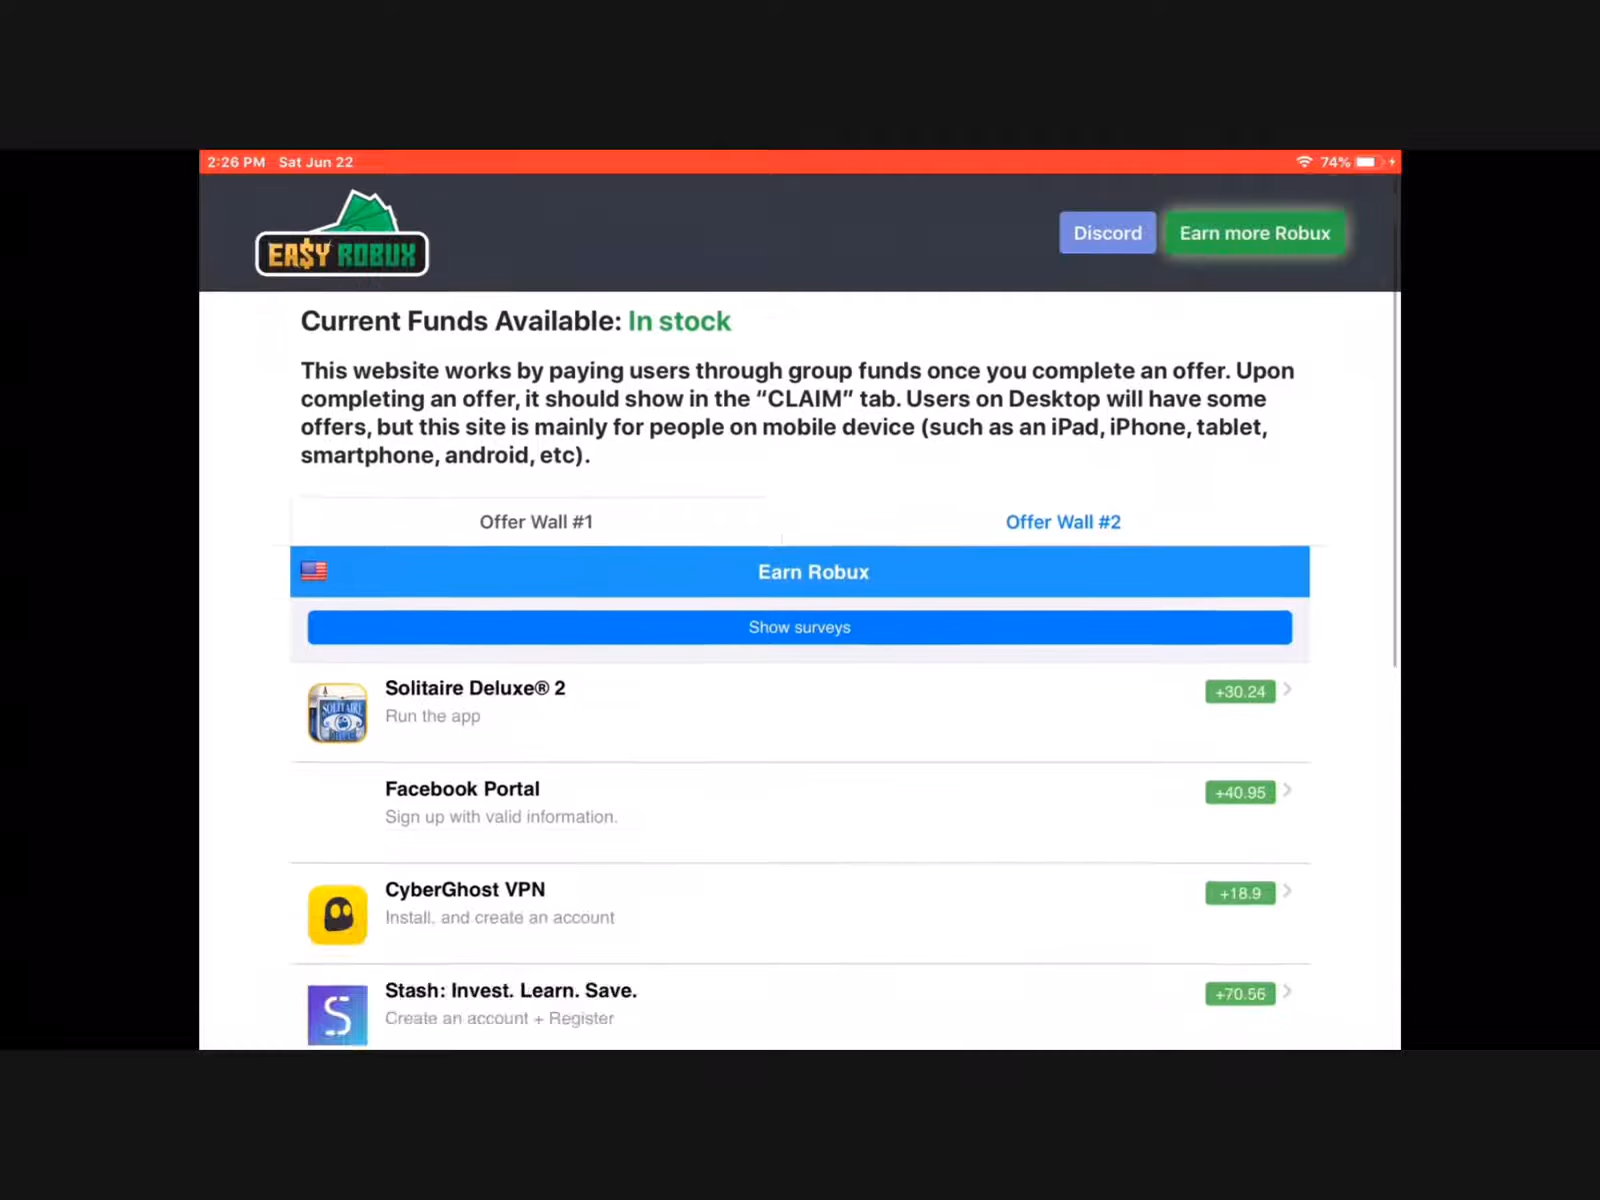 2:26 PM Sat Jun 22
74%
EA$Y ROBUX
Discord
Earn more Robux
Current Funds Available: In stock
This website works by paying users through group funds once you complete an offer. Upon
completing an offer, it should show in the “CLAIM” tab. Users on Desktop will have some
offers, but this site is mainly for people on mobile device (such as an iPad, iPhone, tablet,
smartphone, android, etc).
Offer Wall #1
Offer Wall #2
Earn Robux
Show surveys
Solitaire Deluxe® 2
+30.24
Run the app
SOLITAIRE
Facebook Portal
+40.95
Sign up with valid information.
CyberGhost VPN
+18.9
Install, and create an account
Stash: Invest. Learn. Save.
+70.56
Create an account + Register
S